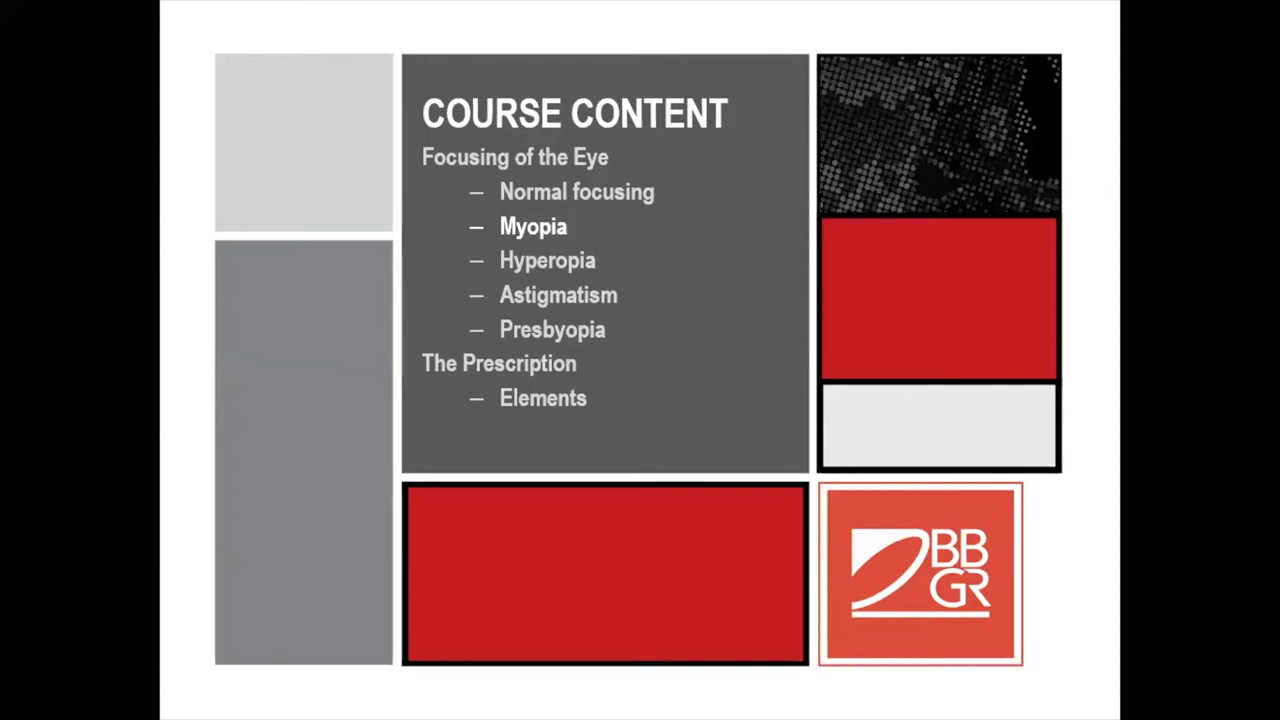 COURSE CONTENT
Focusing of the Eye
– Normal focusing
– Myopia
– Hyperopia
– Astigmatism
– Presbyopia
The Prescription
– Elements
BB
GR